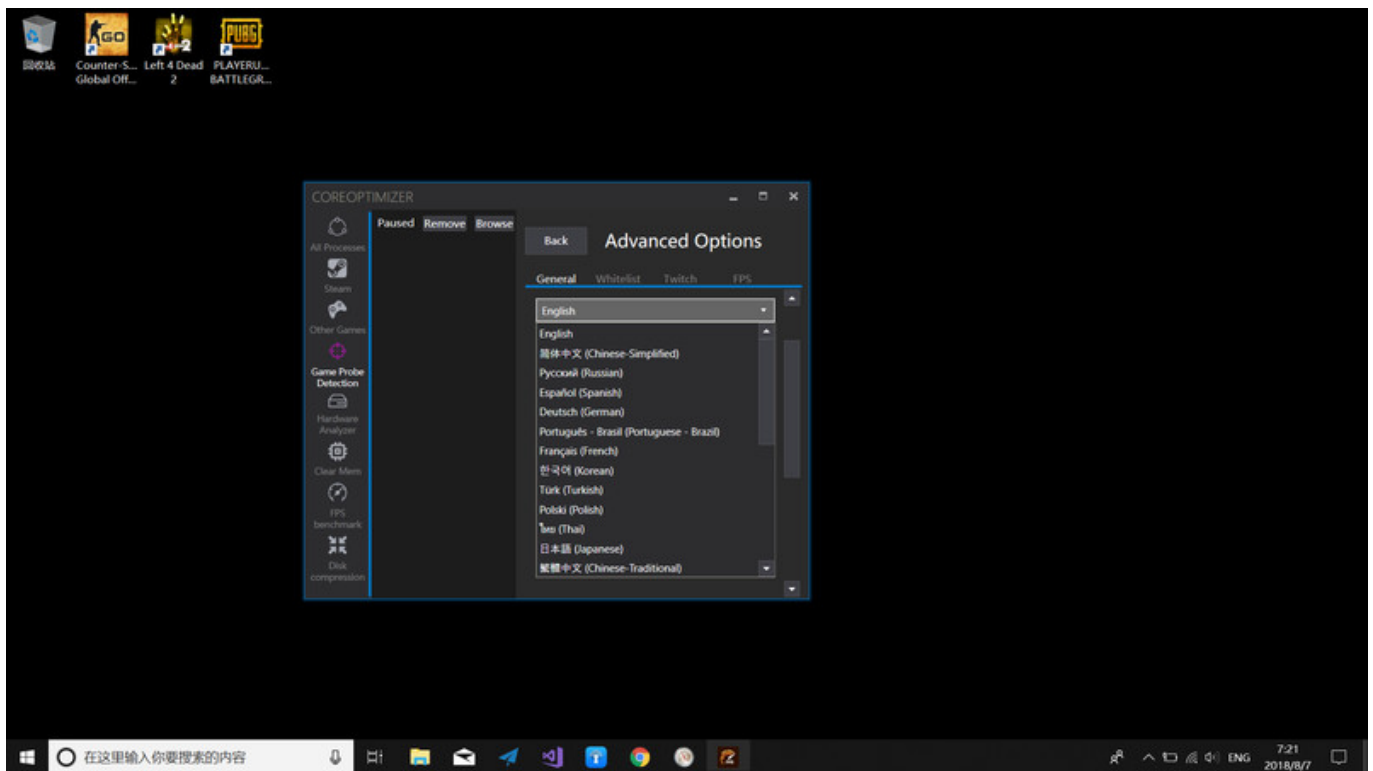 回收站
Counter-S... Global Off...
Left 4 Dead 2
PLAYERU... BATTLEGR...
GO
2
PUBG
COREOPTIMIZER
All Processes
Steam
Other Games
Game Probe
Detection
Hardware
Analyzer
Clear Mem
FPS
benchmark
Disk
compression
Paused Remove Browse
Back Advanced Options
General Whitelist Twitch FPS
English
English
简体中文 (Chinese-Simplified)
Русский (Russian)
Español (Spanish)
Deutsch (German)
Português - Brasil (Portuguese - Brazil)
Français (French)
한국어 (Korean)
Türk (Turkish)
Polski (Polish)
ไทย (Thai)
日本語 (Japanese)
繁體中文 (Chinese-Traditional)
在这里输入你要搜索的内容
ENG
7:21
2018/8/7